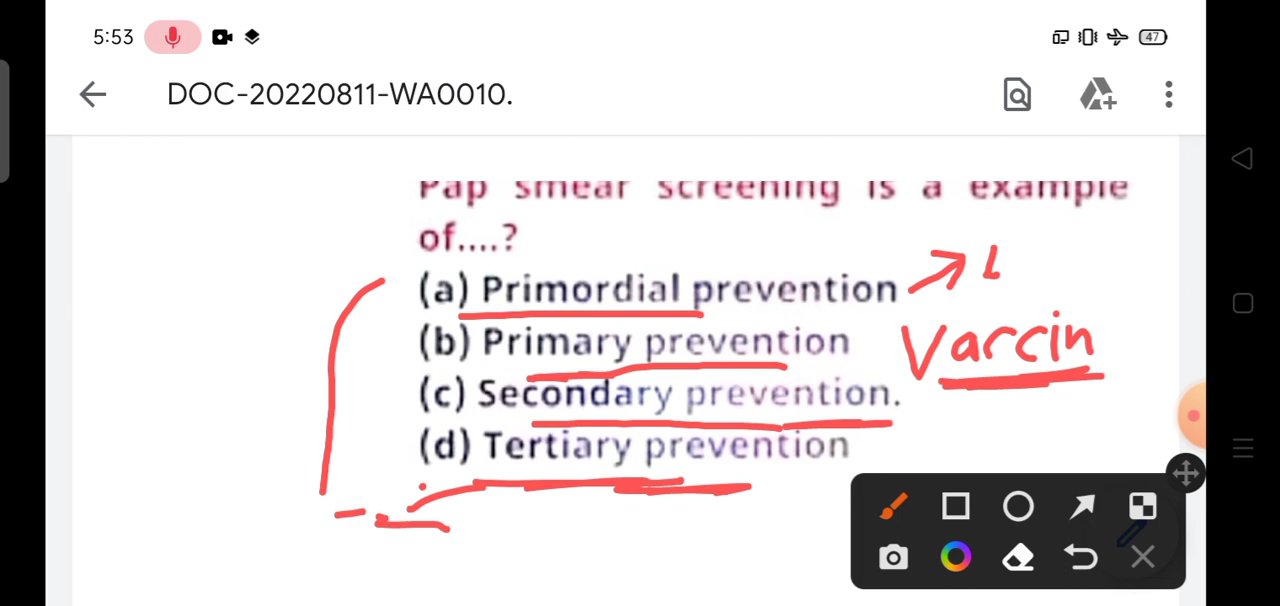 5:53 47
DOC-20220811-WA0010.
Pap smear screening is a example
of....?
(a) Primordial prevention
(b) Primary prevention
Varcin
(c) Secondary prevention.
(d) Tertiary prevention